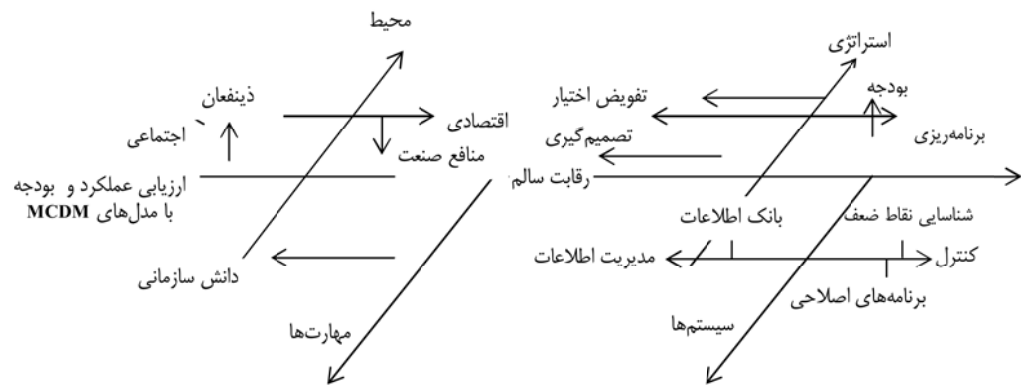 محیط
استراتژی
ذینفعان
بودجه
تفویض اختیار
اقتصادی
برنامه‌ریزی
اجتماعی
تصمیم‌گیری
منافع صنعت
رقابت سالم
ارزیابی عملکرد و بودجه
با مدل‌های MCDM
شناسایی نقاط ضعف
بانک اطلاعات
کنترل
مدیریت اطلاعات
دانش سازمانی
برنامه‌های اصلاحی
سیستم‌ها
مهارت‌ها